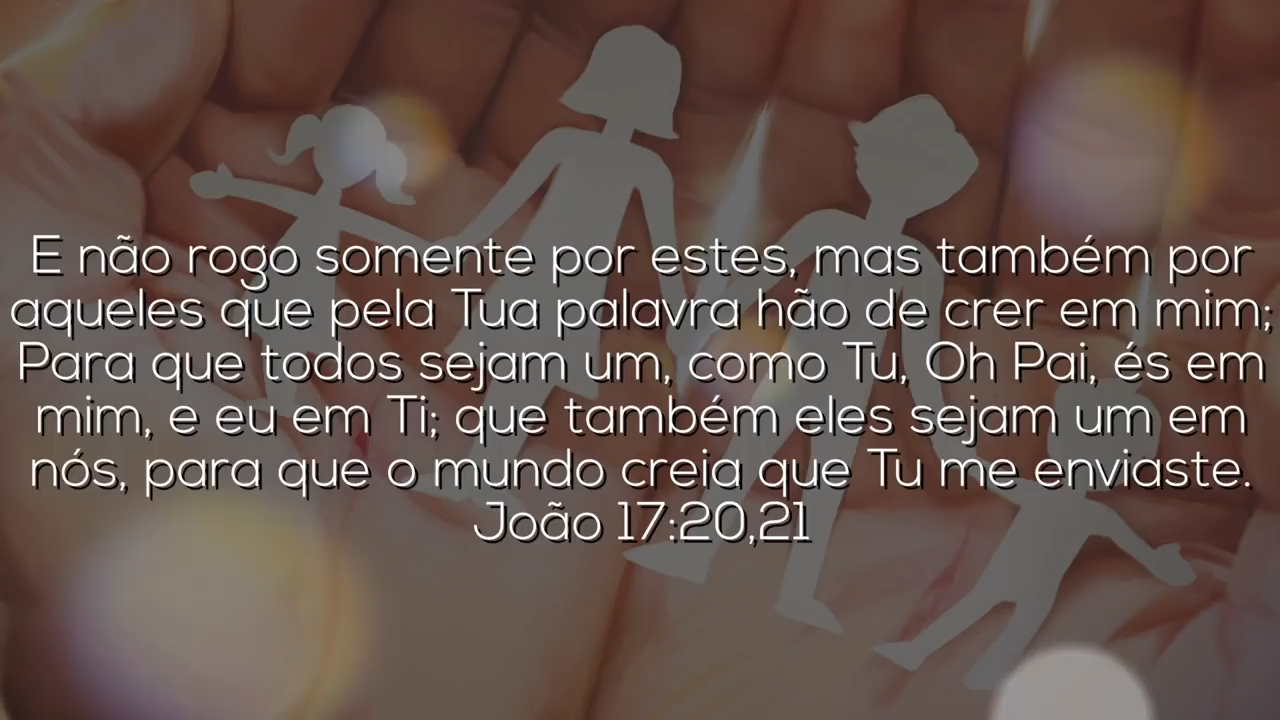 E não rogo somente por estes, mas também por
aqueles que pela Tua palavra hão de crer em mim;
Para que todos sejam um, como Tu, Oh Pai, és em
mim, e eu em Ti; que também eles sejam um em
nós, para que o mundo creia que Tu me enviaste.
João 17:20,21